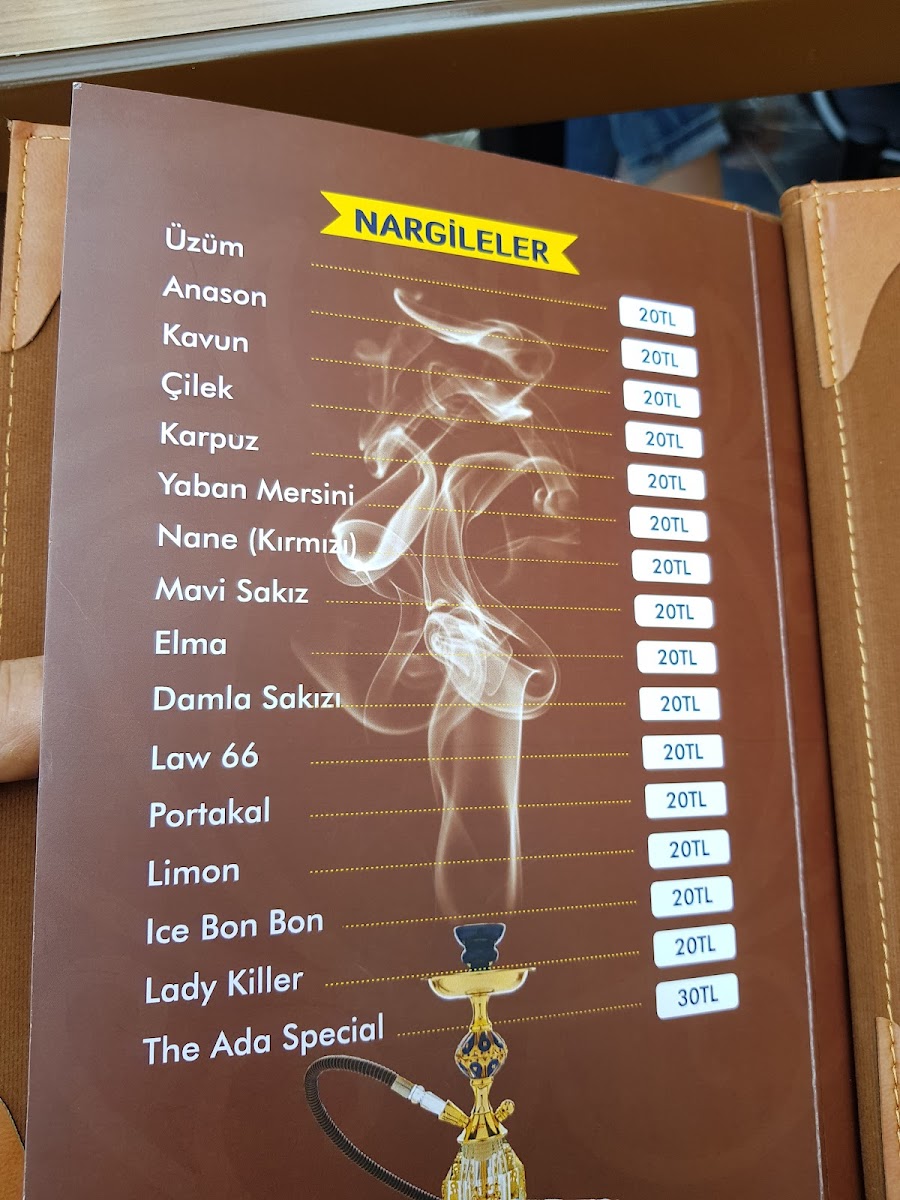 NARGİLELER
Üzüm 20TL
Anason 20TL
Kavun 20TL
Çilek 20TL
Karpuz 20TL
Yaban Mersini 20TL
Nane (Kırmızı) 20TL
Mavi Sakız 20TL
Elma 20TL
Damla Sakızı 20TL
Law 66 20TL
Portakal 20TL
Limon 20TL
Ice Bon Bon 20TL
Lady Killer 20TL
The Ada Special 30TL